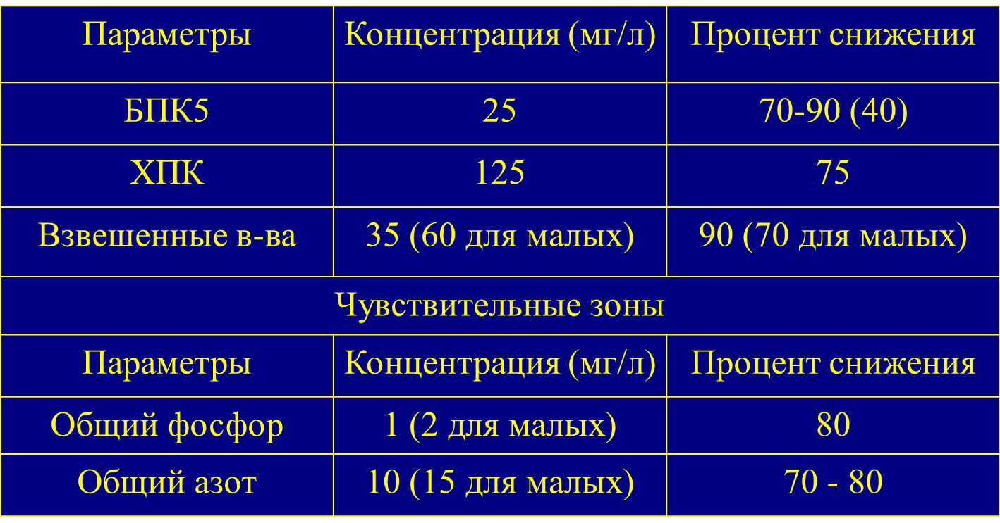 Параметры Концентрация (мг/л) Процент снижения
БПК5 25 70-90 (40)
ХПК 125 75
Взвешенные в-ва 35 (60 для малых) 90 (70 для малых)
Чувствительные зоны
Параметры Концентрация (мг/л) Процент снижения
Общий фосфор 1 (2 для малых) 80
Общий азот 10 (15 для малых) 70 - 80